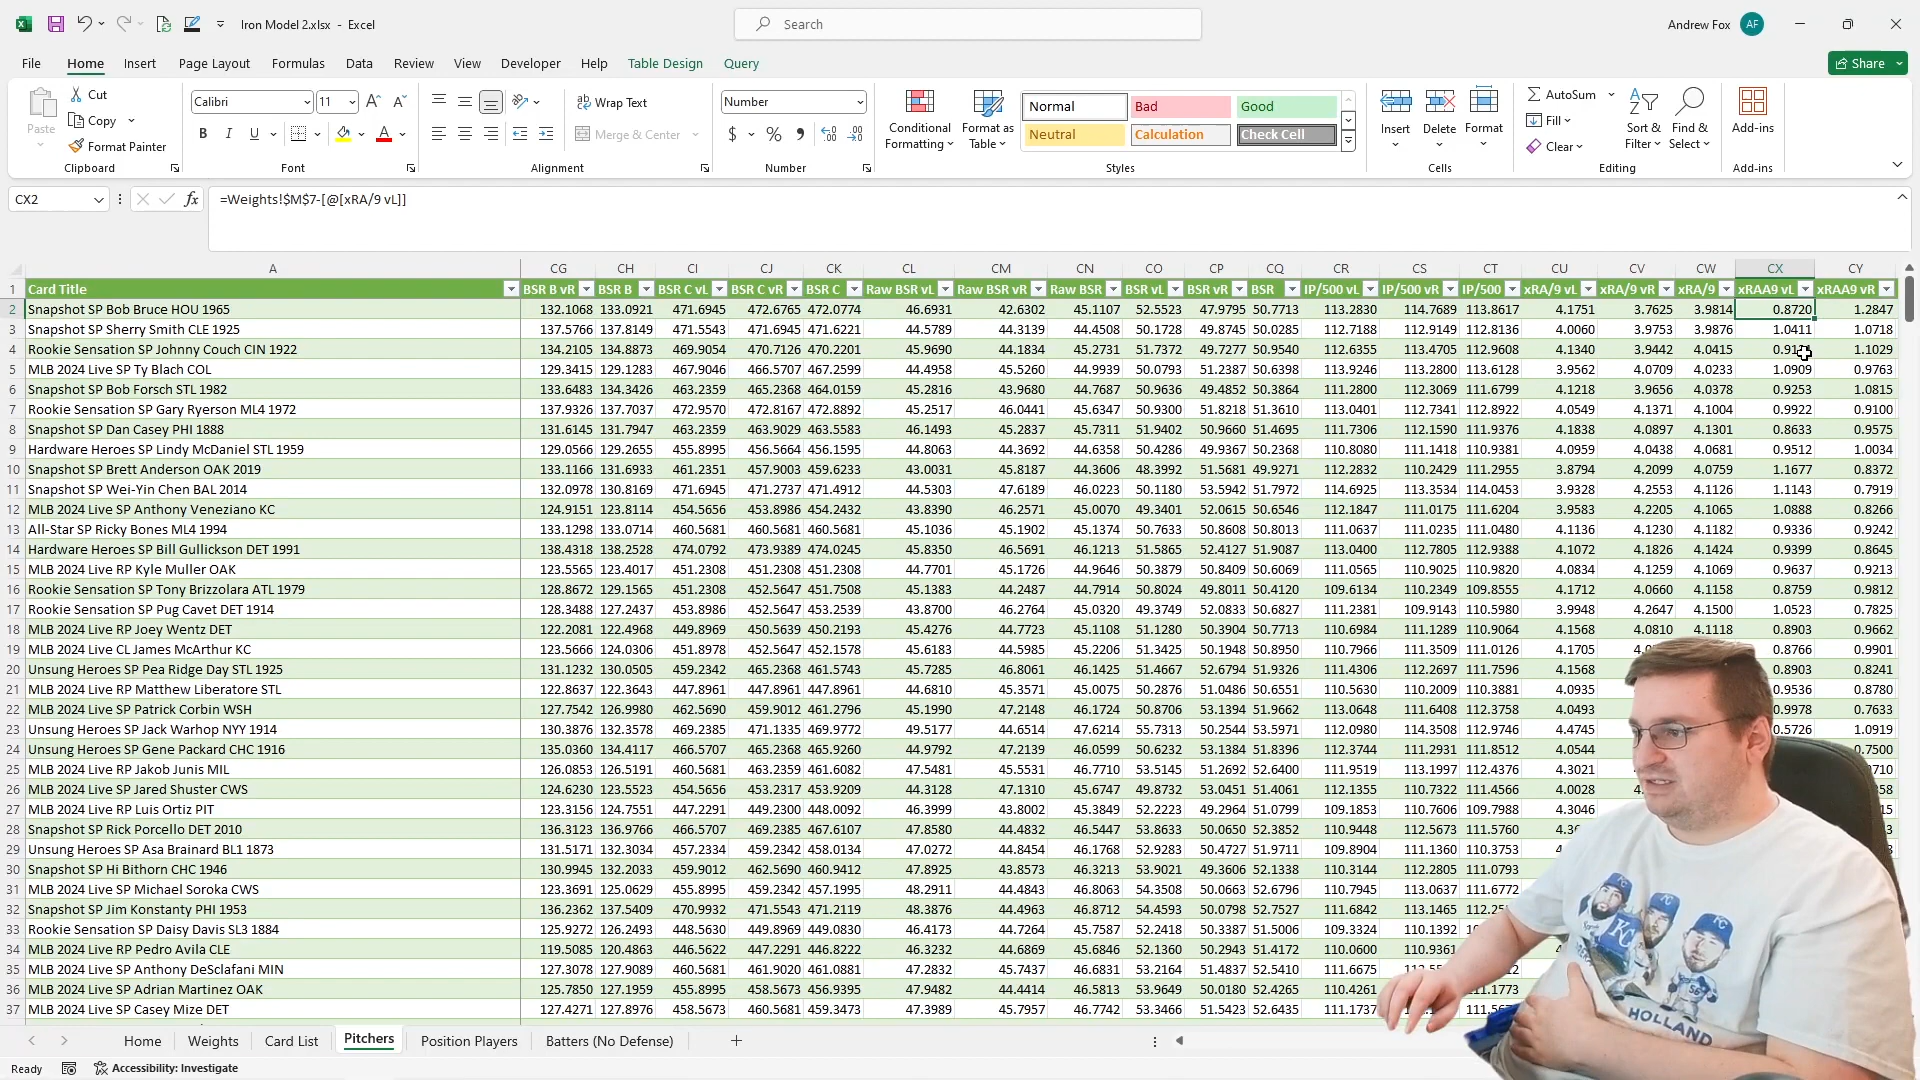 Iron Model 2.xlsx - Excel
Search
Andrew Fox AF
File Home Insert Page Layout Formulas Data Review View Developer Help Table Design Query
Share
Paste Cut Copy Format Painter
Calibri 11
Wrap Text
Merge & Center
Number
Conditional Formatting
Format as Table
Normal Bad Good
Neutral Calculation Check Cell
Insert Delete Format
AutoSum Fill Clear
Sort & Filter
Find & Select
Add-ins
Clipboard Font Alignment Number Styles Cells Editing Add-ins
CX2 fx =Weights!$M$7-[@[xRA/9 vL]]
A CG CH CI CJ CK CL CM CN CO CP CQ CR CS CT CU CV CW CX CY
1 Card Title BSR B vR BSR B BSR C vL BSR C vR BSR C Raw BSR vL Raw BSR vR Raw BSR BSR vL BSR vR BSR IP/500 vL IP/500 vR IP/500 xRA/9 vL xRA/9 vR xRA/9 xRAA9 vL xRAA9 vR
2 Snapshot SP Bob Bruce HOU 1965 132.1068 133.0921 471.6945 472.6765 472.0774 46.6931 42.6302 45.1107 52.5523 47.9795 50.7713 113.2830 114.7689 113.8617 4.1751 3.7625 3.9814 0.8720 1.2847
3 Snapshot SP Sherry Smith CLE 1925 137.5766 137.8149 471.5543 471.6945 471.6221 44.5789 44.3139 44.4508 50.1728 49.8745 50.0285 112.7188 112.9149 112.8136 4.0060 3.9753 3.9876 1.0411 1.0718
4 Rookie Sensation SP Johnny Couch CIN 1922 134.2105 134.8873 469.9054 470.7126 470.2201 45.9690 44.1834 45.2731 51.7372 49.7277 50.9540 112.6355 113.4705 112.9608 4.1340 3.9442 4.0415 1.1029
5 MLB 2024 Live SP Ty Blach COL 129.3415 129.1283 467.9046 466.5707 467.2599 44.4958 45.5260 44.9939 50.0793 51.2387 50.6398 113.9246 113.2800 113.6128 3.9562 4.0709 4.0233 1.0909 0.9763
6 Snapshot SP Bob Forsch STL 1982 133.6483 134.3426 463.2359 465.2368 464.0159 45.2816 43.9680 44.7687 50.9636 49.4852 50.3864 111.2800 112.3069 111.6799 4.1218 3.9656 4.0378 0.9253 1.0815
7 Rookie Sensation SP Gary Ryerson ML4 1972 137.9326 137.7037 472.9570 472.8167 472.8892 45.2517 46.0441 45.6347 50.9300 51.8218 51.3610 113.0401 112.7341 112.8922 4.0549 4.1371 4.1004 0.9922 0.9100
8 Snapshot SP Dan Casey PHI 1888 131.6145 131.7947 463.2359 463.9029 463.5583 46.1493 45.2837 45.7311 51.9402 50.9660 51.4695 111.7306 112.1590 111.9376 4.1838 4.0897 4.1301 0.8633 0.9575
9 Hardware Heroes SP Lindy McDaniel STL 1959 129.0566 129.2655 455.8995 456.5664 456.1595 44.8063 44.3692 44.6358 50.4286 49.9367 50.2368 110.8080 111.1418 110.9381 4.0959 4.0438 4.0681 0.9512 1.0034
10 Snapshot SP Brett Anderson OAK 2019 133.1166 131.6933 461.2351 457.9003 459.6233 43.0031 45.8187 44.3606 48.3992 51.5681 49.9271 112.2832 110.2429 111.2955 3.8794 4.2099 4.0759 1.1677 0.8372
11 Snapshot SP Wei-Yin Chen BAL 2014 132.0978 130.8169 471.6945 471.2737 471.4912 44.5303 47.6189 46.0223 50.1180 53.5942 51.7972 114.6925 113.3534 114.0453 3.9328 4.2553 4.1126 1.1143 0.7919
12 MLB 2024 Live SP Anthony Veneziano KC 124.9151 123.8114 454.5656 453.8986 454.2432 43.8390 46.2571 45.0070 49.3401 52.0615 50.6546 112.1847 111.0175 111.6204 3.9583 4.2205 4.1065 1.0888 0.8266
13 All-Star SP Ricky Bones ML4 1994 133.1298 133.0714 460.5681 460.5681 460.5681 45.1036 45.1902 45.1374 50.7633 50.8608 50.8013 111.0637 111.0235 111.0480 4.1136 4.1230 4.1182 0.9336 0.9242
14 Hardware Heroes SP Bill Gullickson DET 1991 138.4318 138.2528 474.0792 473.9389 474.0245 45.8350 46.5691 46.1213 51.5865 52.4127 51.9087 113.0400 112.7805 112.9388 4.1072 4.1826 4.1424 0.9399 0.8645
15 MLB 2024 Live RP Kyle Muller OAK 123.5565 123.4017 451.2308 451.2308 451.2308 44.7701 45.1726 44.9646 50.3879 50.8409 50.6069 111.0565 110.9025 110.9820 4.0834 4.1259 4.1069 0.9637 0.9213
16 Rookie Sensation SP Tony Brizzolara ATL 1979 128.8672 129.1565 451.2308 452.5647 451.7508 45.1383 44.2487 44.7914 50.8024 49.8011 50.4120 109.6134 110.2349 109.8555 4.1712 4.0660 4.1158 0.8759 0.9812
17 Rookie Sensation SP Pug Cavet DET 1914 128.3488 127.2437 453.8986 452.5647 453.2539 43.8700 46.2764 45.0320 49.3749 52.0833 50.6827 111.2381 109.9143 110.5980 3.9948 4.2647 4.1500 1.0523 0.7825
18 MLB 2024 Live RP Joey Wentz DET 122.2081 122.4968 449.8969 450.5639 450.2193 45.4276 44.7723 45.1108 51.1280 50.3904 50.7713 110.6984 111.1289 110.9064 4.1568 4.0810 4.1118 0.8903 0.9662
19 MLB 2024 Live CL James McArthur KC 123.5666 124.0306 451.8978 452.5647 452.1578 45.6183 44.5985 45.2206 51.3425 50.1948 50.8950 110.7966 111.3509 111.0126 4.1705 0.8766 0.9901
20 Unsung Heroes SP Pea Ridge Day STL 1925 131.1232 130.0505 459.2342 465.2368 461.5743 45.7285 46.8061 46.1425 51.4667 52.6794 51.9326 111.4306 112.2697 111.7596 4.1568 0.8903 0.8241
21 MLB 2024 Live RP Matthew Liberatore STL 122.8637 122.3643 447.8961 447.8961 447.8961 44.6810 45.3571 45.0075 50.2876 51.0486 50.6551 110.5630 110.2009 110.3881 4.0935 0.9536 0.8780
22 MLB 2024 Live SP Patrick Corbin WSH 127.7542 126.9980 462.5690 459.9012 461.2796 45.1990 47.2148 46.1724 50.8706 53.1394 51.9662 113.0648 111.6408 112.3758 4.0493 0.9978 0.7633
23 Unsung Heroes SP Jack Warhop NYY 1914 130.3876 132.3578 469.2385 471.1335 469.9772 49.5177 44.6514 47.6214 55.7313 50.2544 53.5971 112.0980 114.3508 112.9746 4.4745 0.5726 1.0919
24 Unsung Heroes SP Gene Packard CHC 1916 135.0360 134.4117 466.5707 465.2368 465.9260 44.9792 47.2139 46.0599 50.6232 53.1384 51.8396 112.3744 111.2931 111.8512 4.0544 0.7500
25 MLB 2024 Live RP Jakob Junis MIL 126.0853 126.5191 460.5681 463.2359 461.6082 47.5481 45.5531 46.7710 53.5145 51.2692 52.6400 111.9519 113.1997 112.4376 4.3021
26 MLB 2024 Live SP Jared Shuster CWS 124.6230 123.5523 454.5656 453.2317 453.9209 44.3128 47.1310 45.6747 49.8732 53.0451 51.4061 112.1355 110.7322 111.4566 4.0028
27 MLB 2024 Live RP Luis Ortiz PIT 123.3156 124.7551 447.2291 449.2300 448.0092 46.3999 43.8002 45.3849 52.2223 49.2964 51.0799 109.1853 110.7606 109.7988 4.3046
28 Snapshot SP Rick Porcello DET 2010 136.3123 136.9766 466.5707 469.2385 467.6107 47.8580 44.4832 46.5447 53.8633 50.0650 52.3852 110.9448 112.5673 111.5760
29 Unsung Heroes SP Asa Brainard BL1 1873 131.5171 132.3034 457.2334 459.2342 458.0134 47.0272 44.8454 46.1768 52.9283 50.4727 51.9711 109.8904 111.1360 110.3753
30 Snapshot SP Hi Bithorn CHC 1946 130.9945 132.2033 459.9012 462.5690 460.9412 47.8925 43.8573 46.3213 53.9021 49.3606 52.1338 110.3144 112.2805 111.0793
31 MLB 2024 Live SP Michael Soroka CWS 123.3691 125.0629 455.8995 459.2342 457.1995 48.2911 44.4843 46.8063 54.3508 50.0663 52.6796 110.7945 113.0637 111.6772
32 Snapshot SP Jim Konstanty PHI 1953 136.2362 137.5409 470.9932 471.5543 471.2119 48.3876 44.4963 46.8712 54.4593 50.0798 52.7527 111.6842 113.1465
33 Rookie Sensation SP Daisy Davis SL3 1884 125.9272 126.2493 448.5630 449.8969 449.0830 46.4173 44.7264 45.7587 52.2418 50.3387 51.5006 109.3324 110.1392
34 MLB 2024 Live RP Pedro Avila CLE 119.5085 120.4863 446.5622 447.2291 446.8222 46.3232 44.6869 45.6846 52.1360 50.2943 51.4172 110.0600
35 MLB 2024 Live SP Anthony DeSclafani MIN 127.3078 127.9089 460.5681 461.9020 461.0881 47.2832 45.7437 46.6831 53.2164 51.4837 52.5410 111.6675
36 MLB 2024 Live SP Adrian Martinez OAK 125.7850 127.1959 455.8995 458.5673 456.9395 47.9482 44.4414 46.5813 53.9649 50.0180 52.4265 110.4261
37 MLB 2024 Live SP Casey Mize DET 127.4271 127.8976 458.5673 460.5681 459.3473 47.3989 45.7957 46.7742 53.3466 51.5423 52.6435 111.1737
HOLLAND
Home Weights Card List Pitchers Position Players Batters (No Defense)
Ready Accessibility: Investigate